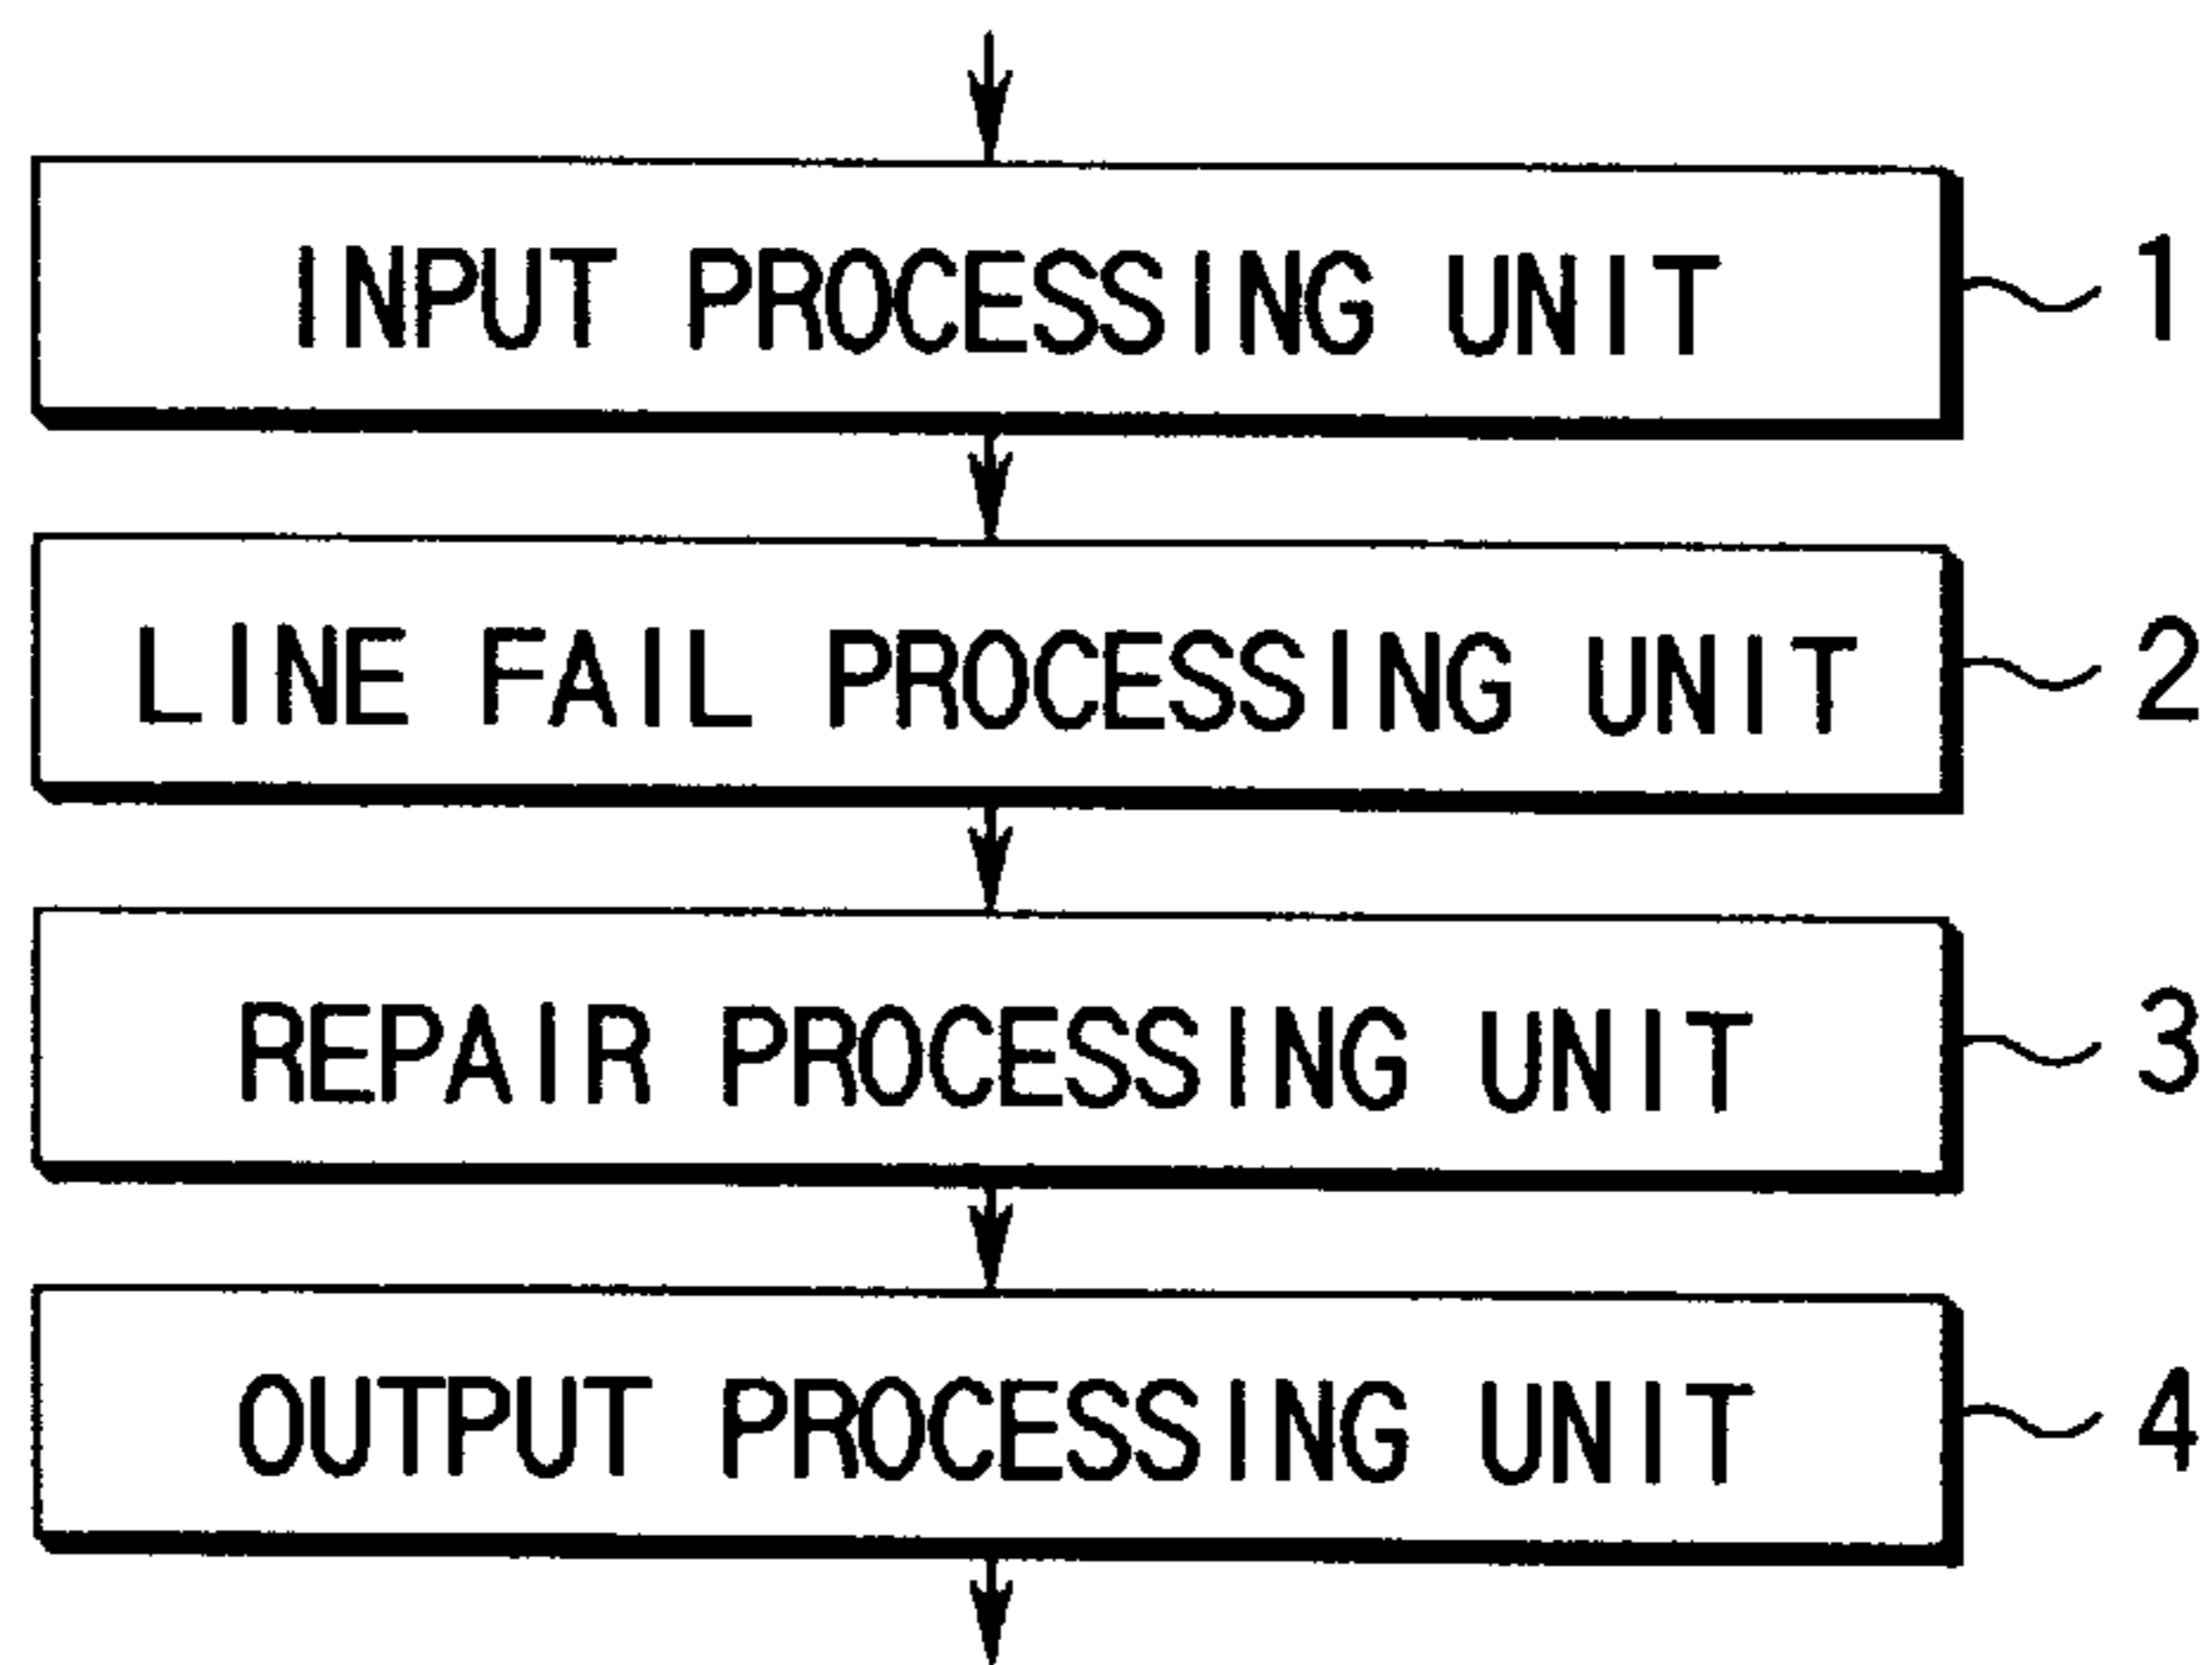 INPUT PROCESSING UNIT 1
LINE FAIL PROCESSING UNIT 2
REPAIR PROCESSING UNIT 3
OUTPUT PROCESSING UNIT 4